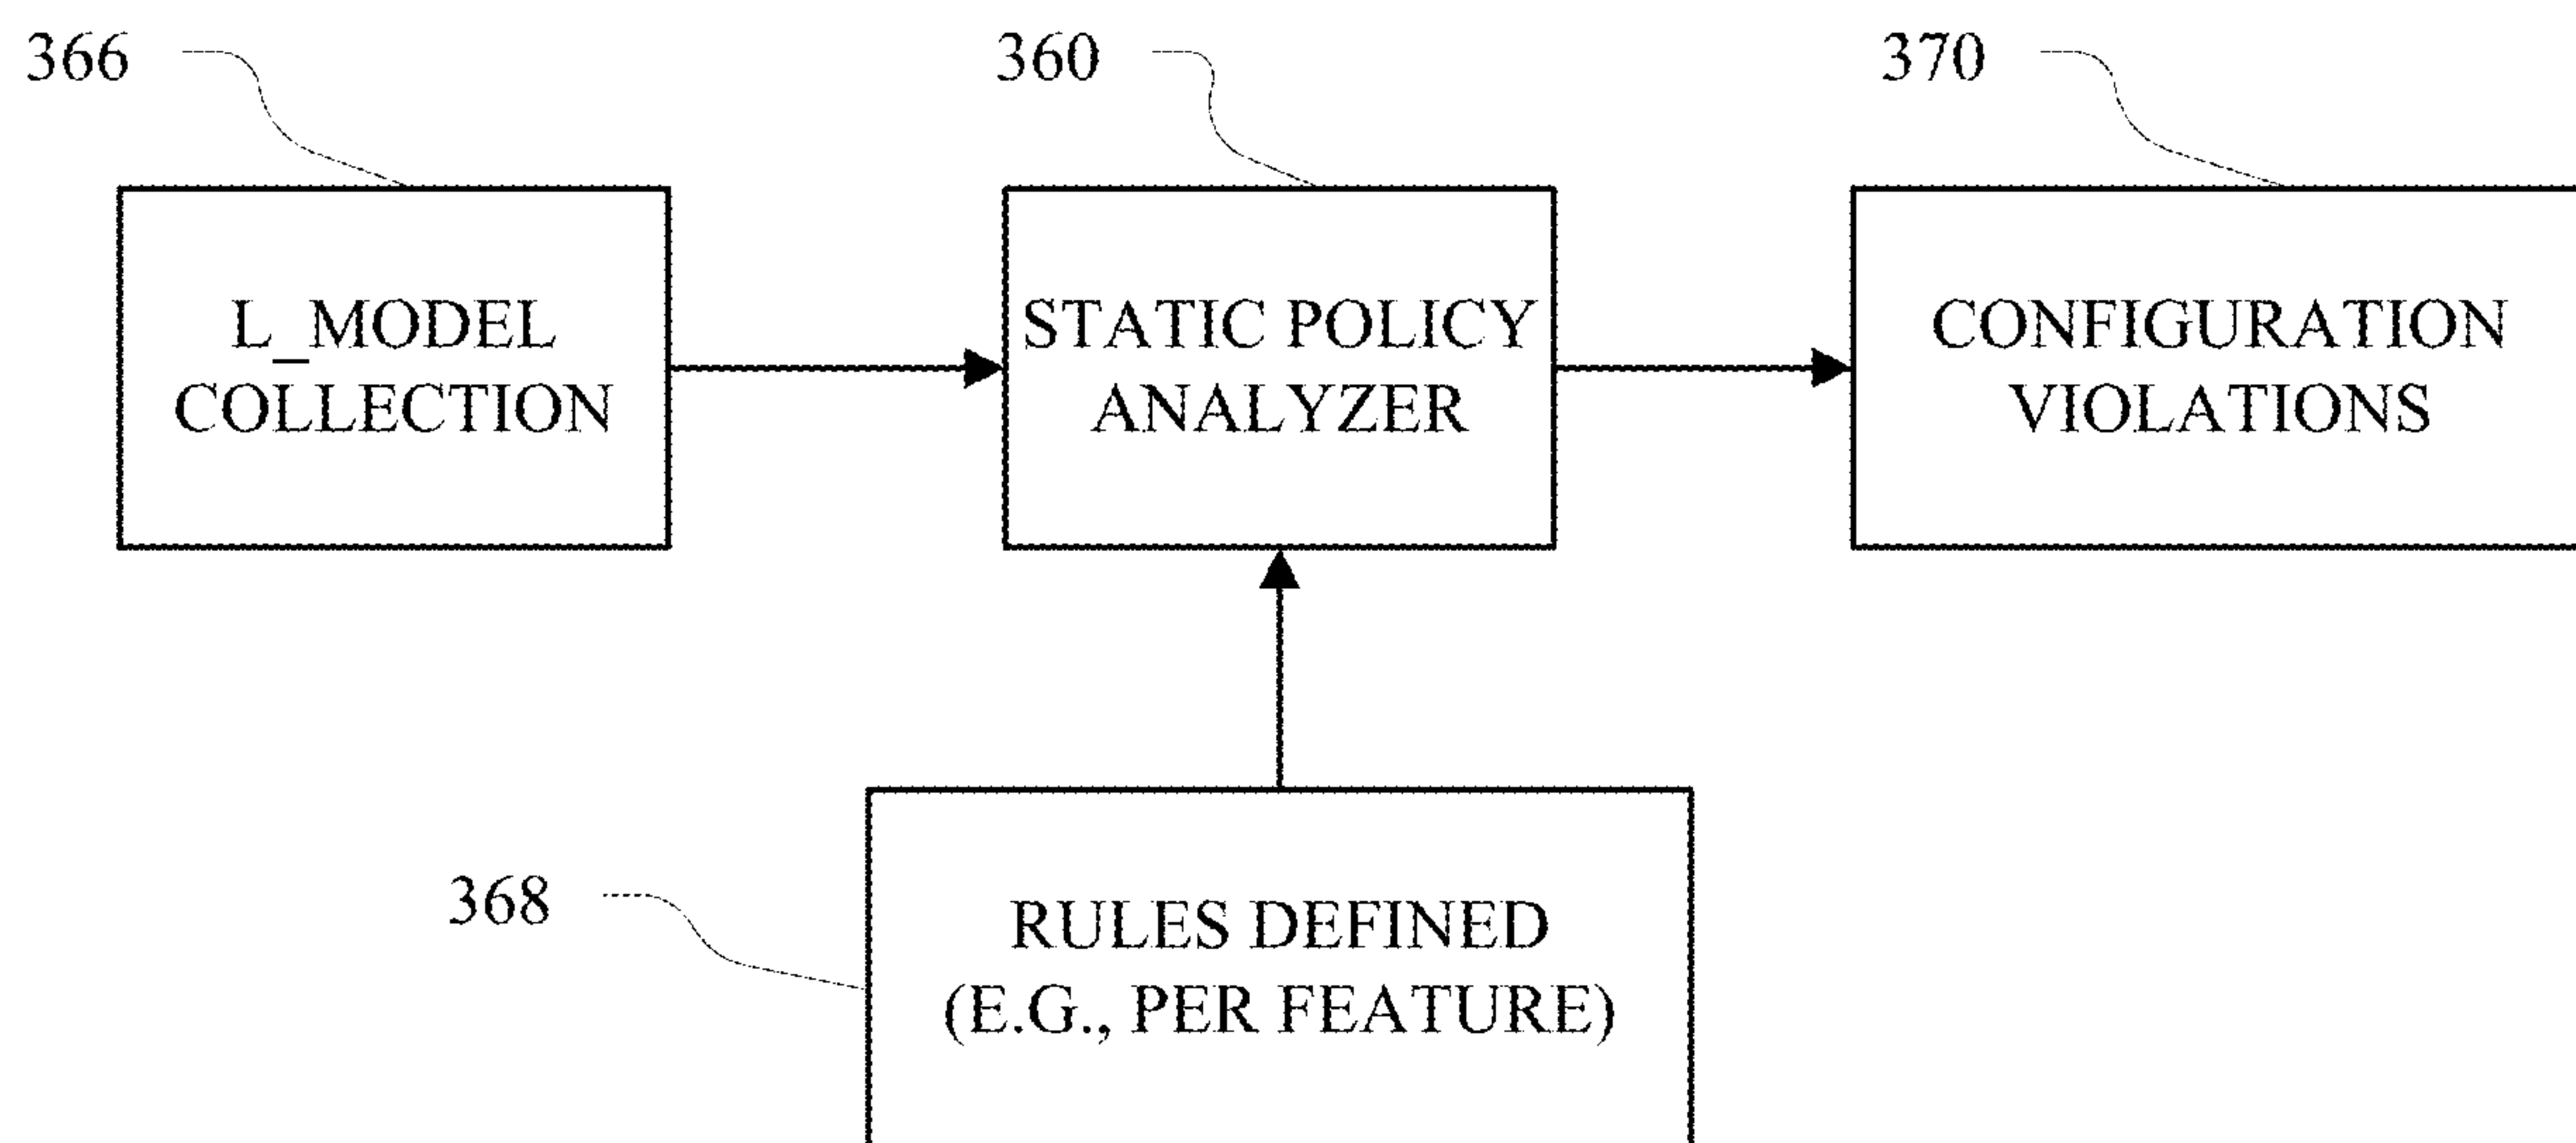 366
360
370
L_MODEL
COLLECTION
STATIC POLICY
ANALYZER
CONFIGURATION
VIOLATIONS
368
RULES DEFINED
(E.G., PER FEATURE)